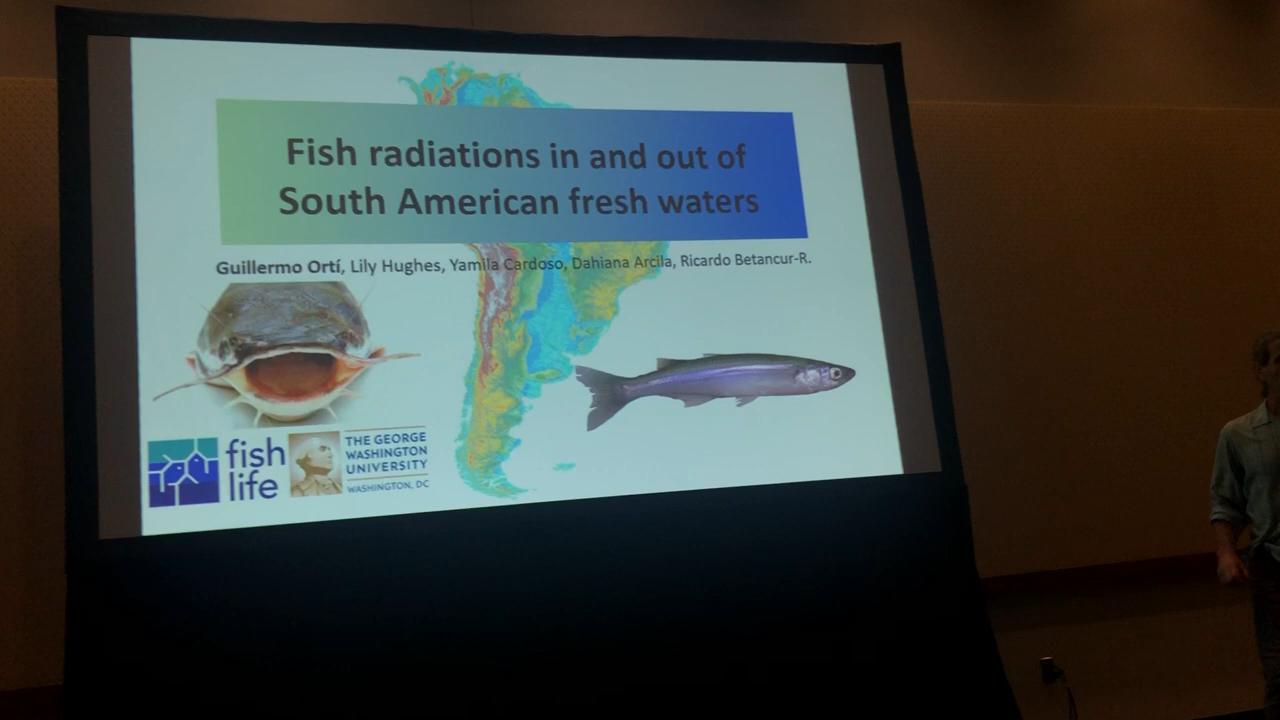 Fish radiations in and out of
South American fresh waters
Guillermo Ortí, Lily Hughes, Yamila Cardoso, Dahiana Arcila, Ricardo Betancur-R.
fish
life
THE GEORGE
WASHINGTON
UNIVERSITY
WASHINGTON, DC